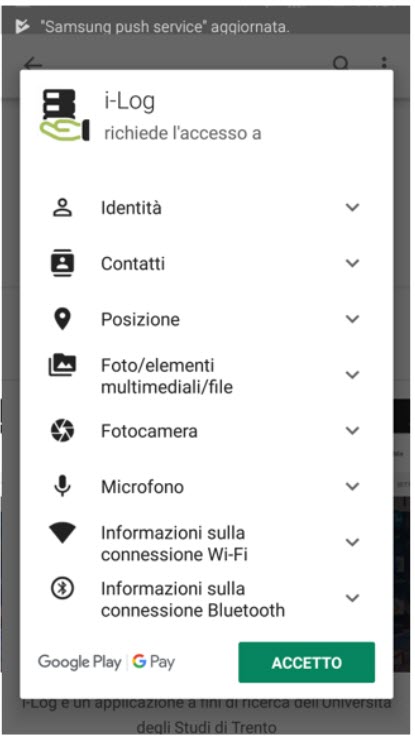 "Samsung push service" aggiornata.
i-Log
richiede l'accesso a
Identità
Contatti
Posizione
Foto/elementi
multimediali/file
Fotocamera
Microfono
Informazioni sulla
connessione Wi-Fi
Informazioni sulla
connessione Bluetooth
Google Play | G Pay
ACCETTO
i-Log è un'applicazione a fini di ricerca dell'Università
degli Studi di Trento